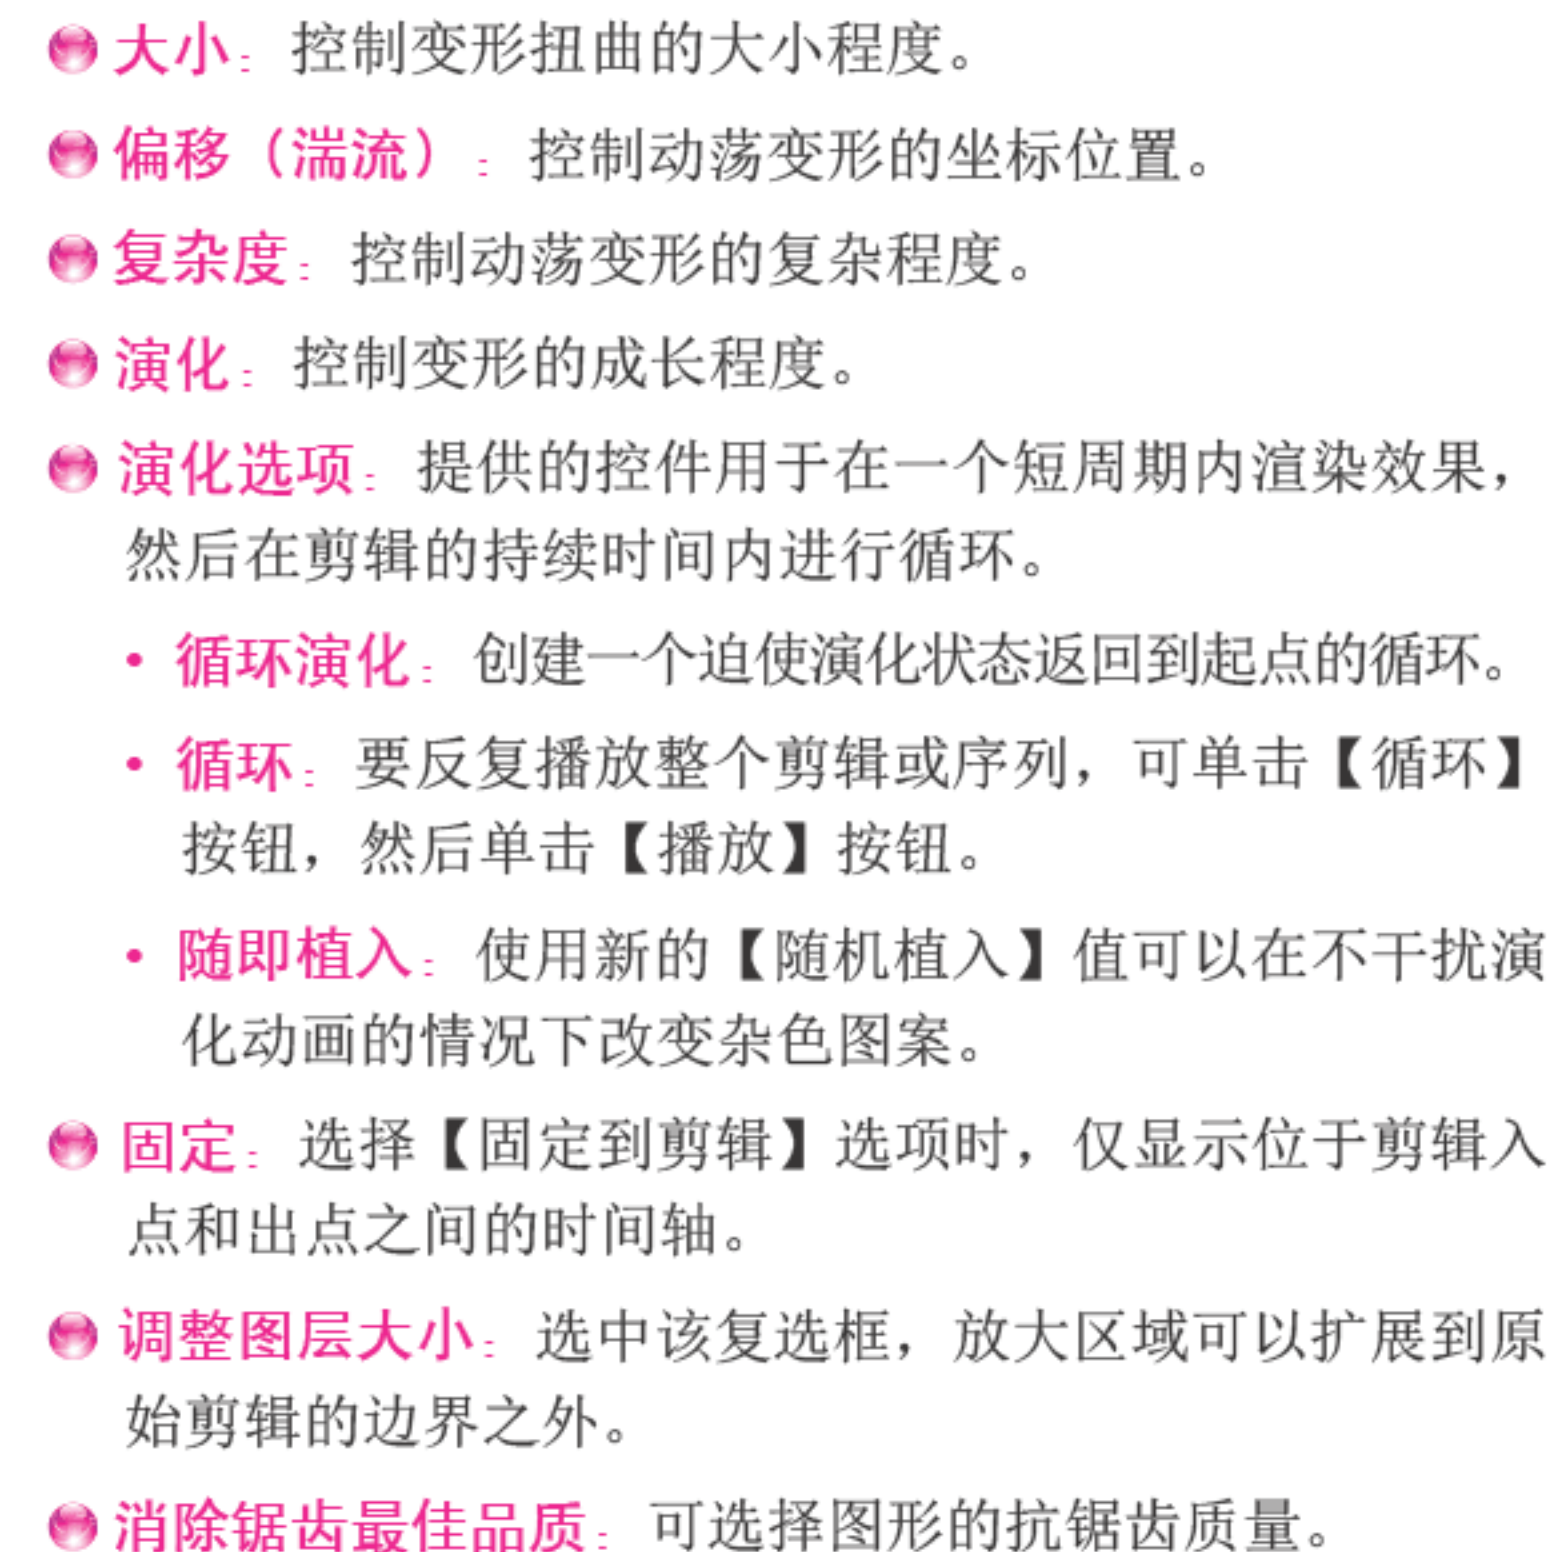 大小：控制变形扭曲的大小程度。
偏移（湍流）：控制动荡变形的坐标位置。
复杂度：控制动荡变形的复杂程度。
演化：控制变形的成长程度。
演化选项：提供的控件用于在一个短周期内渲染效果，
然后在剪辑的持续时间内进行循环。
• 循环演化：创建一个迫使演化状态返回到起点的循环。
• 循环：要反复播放整个剪辑或序列，可单击【循环】
按钮，然后单击【播放】按钮。
• 随即植入：使用新的【随机植入】值可以在不干扰演
化动画的情况下改变杂色图案。
固定：选择【固定到剪辑】选项时，仅显示位于剪辑入
点和出点之间的时间轴。
调整图层大小：选中该复选框，放大区域可以扩展到原
始剪辑的边界之外。
消除锯齿最佳品质：可选择图形的抗锯齿质量。